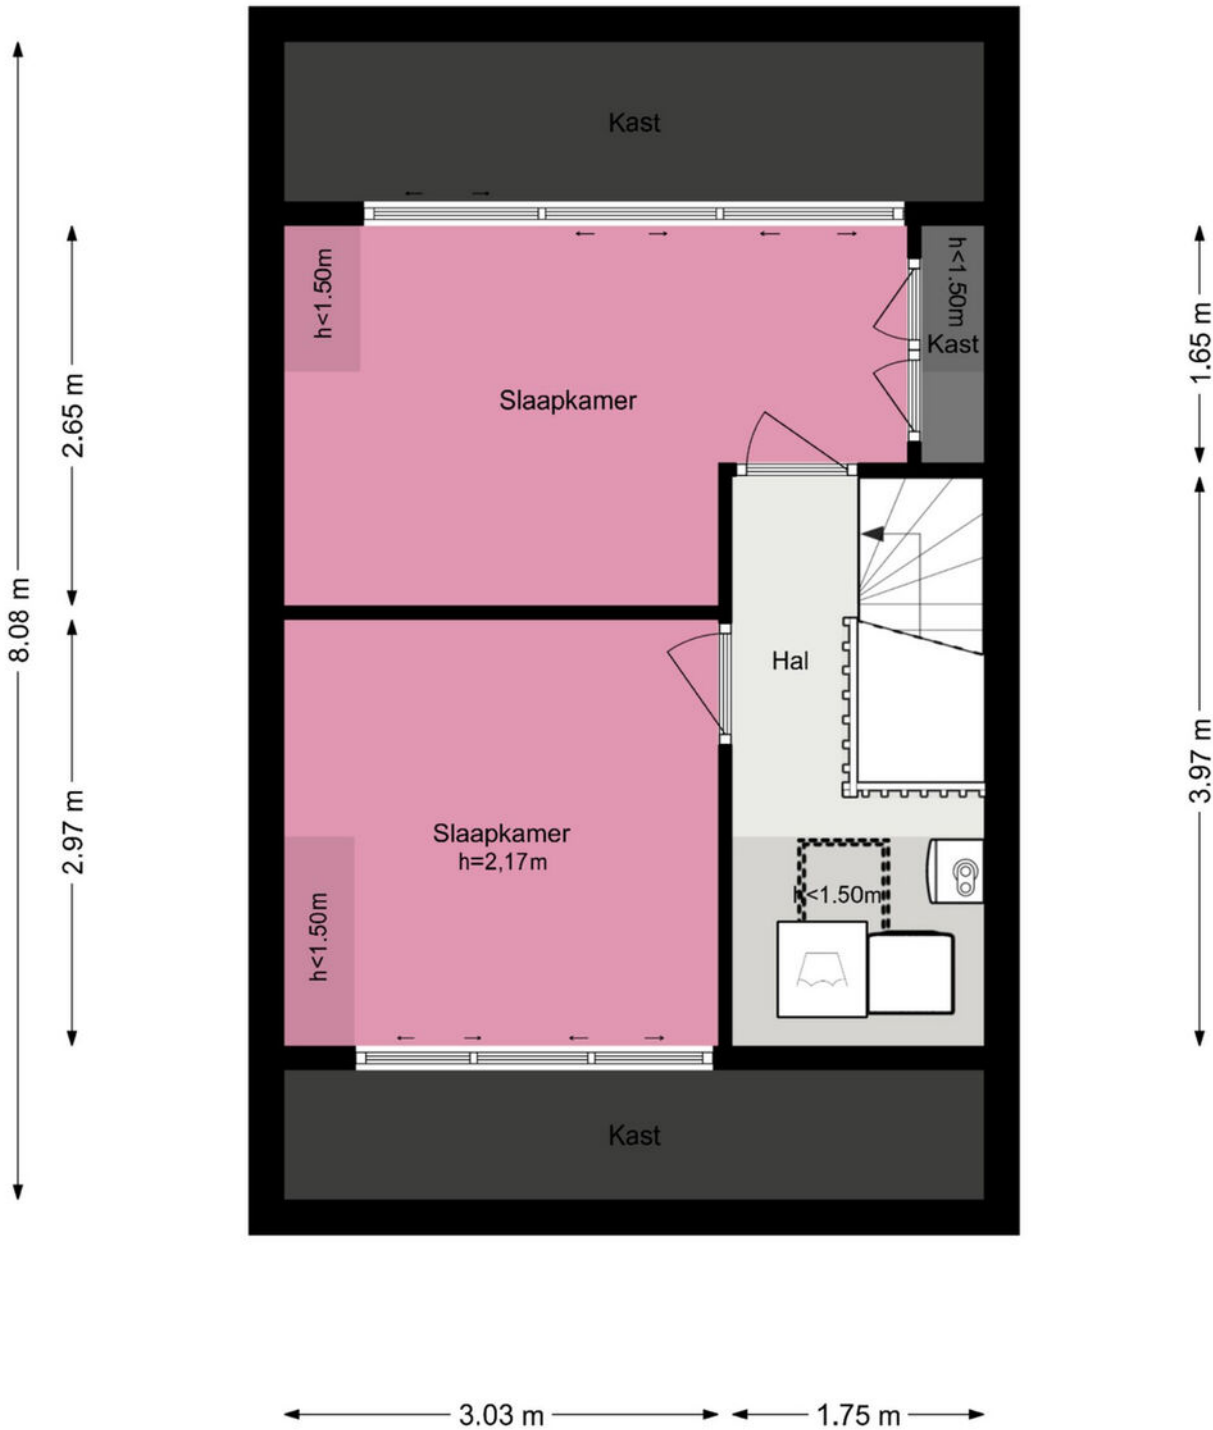 Kast
h<1.50m
h<1.50m
Kast
Slaapkamer
2.65 m
1.65 m
8.08 m
Hal
3.97 m
2.97 m
Slaapkamer
h=2,17m
h<1.50m
h<1.50m
Kast
3.03 m
1.75 m